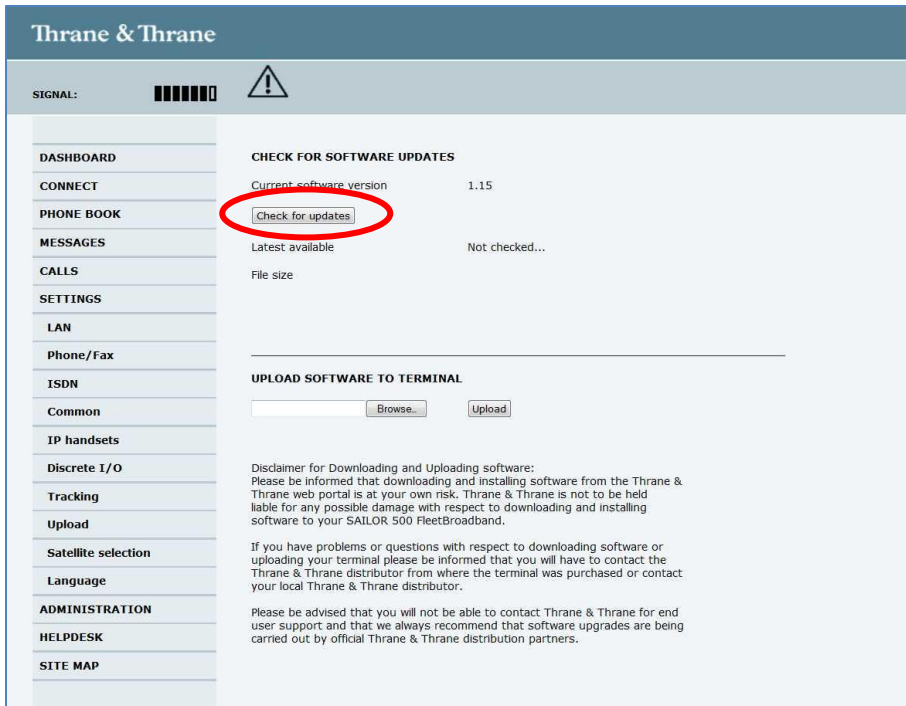 Thrane & Thrane
SIGNAL:
DASHBOARD
CONNECT
PHONE BOOK
MESSAGES
CALLS
SETTINGS
LAN
Phone/Fax
ISDN
Common
IP handsets
Discrete I/O
Tracking
Upload
Satellite selection
Language
ADMINISTRATION
HELPDESK
SITE MAP
CHECK FOR SOFTWARE UPDATES
Current software version 1.15
Check for updates
Latest available Not checked...
File size
UPLOAD SOFTWARE TO TERMINAL
Browse.. Upload
Disclaimer for Downloading and Uploading software:
Please be informed that downloading and installing software from the Thrane &
Thrane web portal is at your own risk. Thrane & Thrane is not to be held
liable for any possible damage with respect to downloading and installing
software to your SAILOR 500 FleetBroadband.
If you have problems or questions with respect to downloading software or
uploading your terminal please be informed that you will have to contact the
Thrane & Thrane distributor from where the terminal was purchased or contact
your local Thrane & Thrane distributor.
Please be advised that you will not be able to contact Thrane & Thrane for end
user support and that we always recommend that software upgrades are being
carried out by official Thrane & Thrane distribution partners.